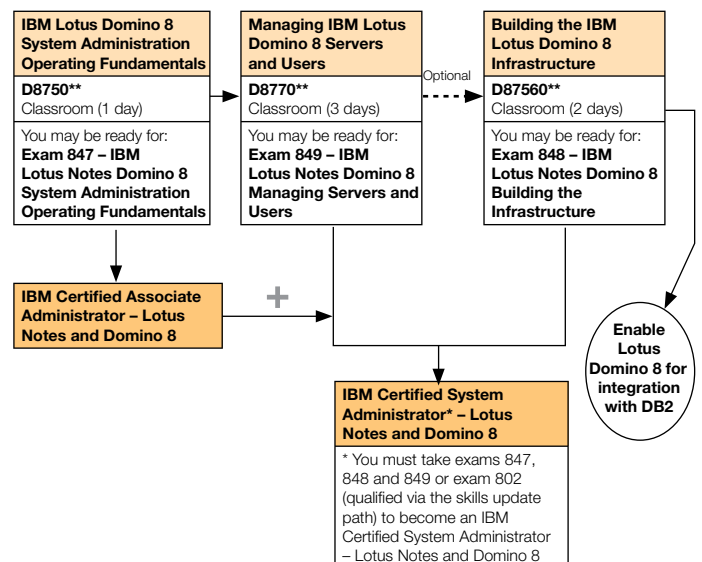 IBM Lotus Domino 8
System Administration
Operating Fundamentals
D8750**
Classroom (1 day)
You may be ready for:
Exam 847 – IBM
Lotus Notes Domino 8
System Administration
Operating Fundamentals
Managing IBM Lotus
Domino 8 Servers
and Users
D8770**
Classroom (3 days)
You may be ready for:
Exam 849 – IBM
Lotus Notes Domino 8
Managing Servers and
Users
Optional
Building the IBM
Lotus Domino 8
Infrastructure
D87560**
Classroom (2 days)
You may be ready for:
Exam 848 – IBM
Lotus Notes Domino 8
Building the
Infrastructure
IBM Certified Associate
Administrator – Lotus
Notes and Domino 8
+
Enable
Lotus
Domino 8 for
integration
with DB2
IBM Certified System
Administrator* – Lotus
Notes and Domino 8
* You must take exams 847,
848 and 849 or exam 802
(qualified via the skills update
path) to become an IBM
Certified System Administrator
– Lotus Notes and Domino 8